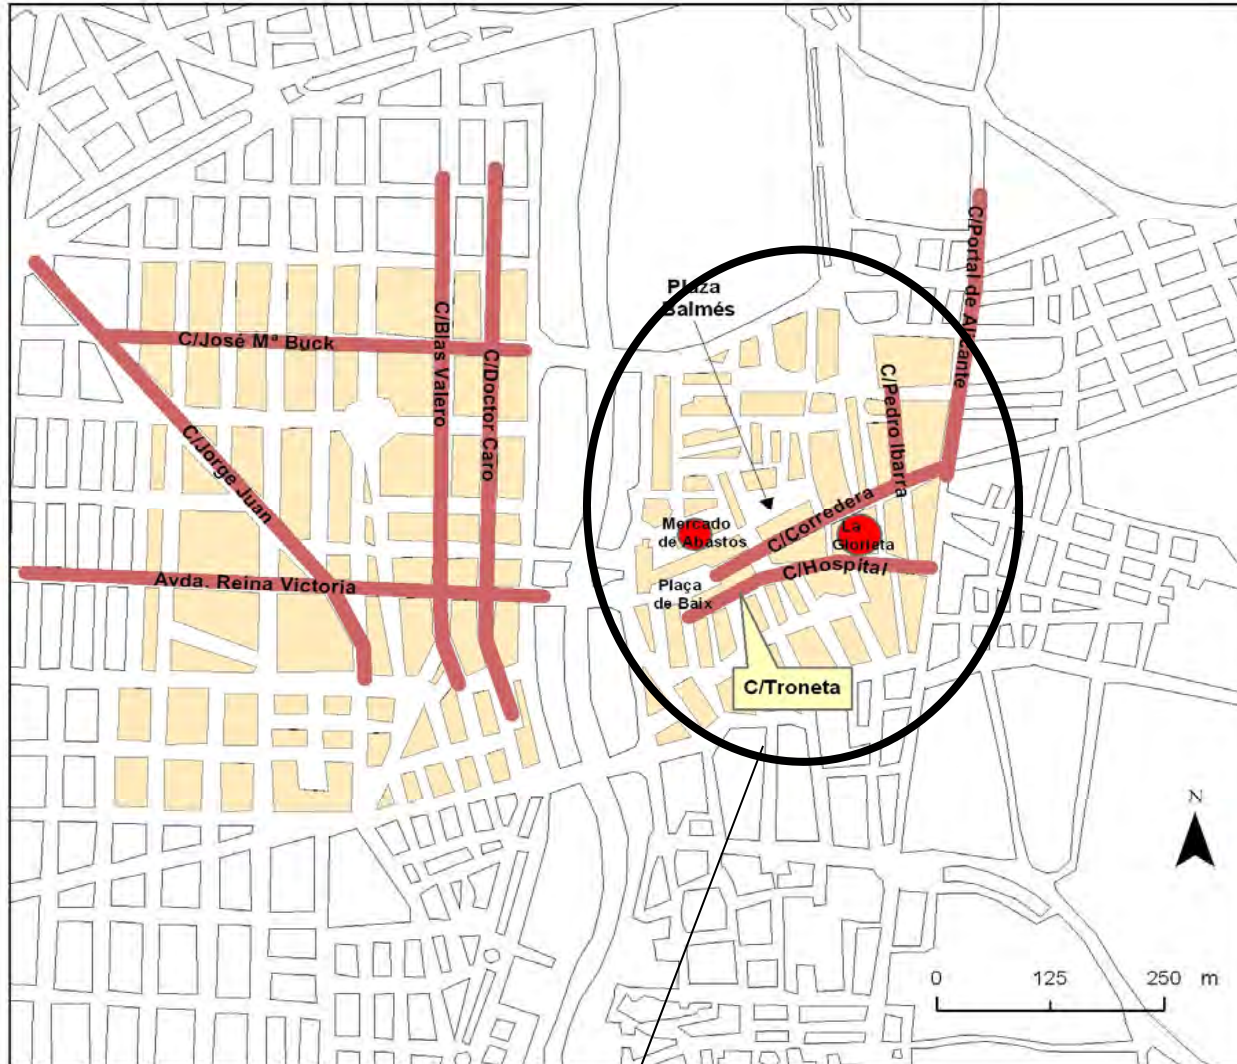 C/Portal de Alicante
Plaza
Balmés
C/José Mª Buck
C/Blas Valero
C/Doctor Caro
C/Pedro Ibarra
C/Jorge Juan
C/Corredera
Mercado
de Abastos
La
Glorieta
C/Hospital
Avda. Reina Victoria
Plaça
de Baix
C/Troneta
N
0 125 250 m